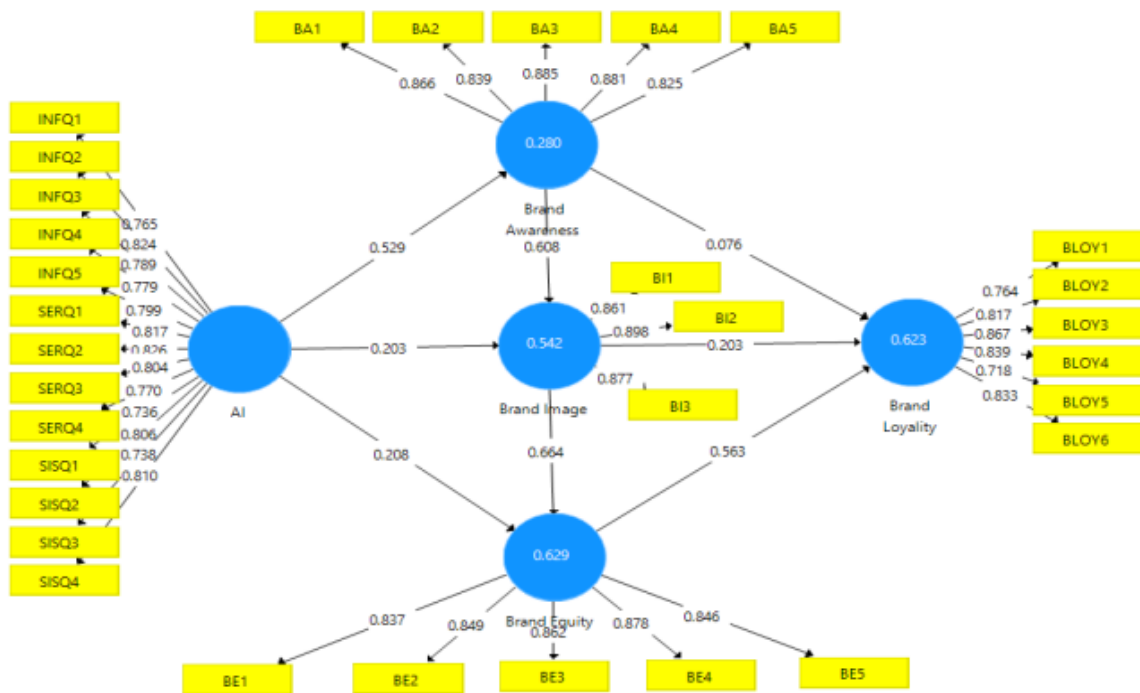 BA1
BA2
BA3
BA4
BA5
0.866
0.839
0.885
0.881
0.825
0.280
Brand
Awareness
INFQ1
INFQ2
INFQ3
INFQ4
INFQ5
SERQ1
SERQ2
SERQ3
SERQ4
SISQ1
SISQ2
SISQ3
SISQ4
0.765
0.824
0.789
0.779
0.799
0.817
0.826
0.804
0.770
0.736
0.806
0.738
0.810
AI
0.529
0.203
0.208
0.608
0.542
Brand Image
0.861
0.898
0.877
BI1
BI2
BI3
0.076
0.203
0.664
0.563
0.623
Brand
Loyality
0.764
0.817
0.867
0.839
0.718
0.833
BLOY1
BLOY2
BLOY3
BLOY4
BLOY5
BLOY6
0.629
Brand Equity
0.837
0.849
0.862
0.878
0.846
BE1
BE2
BE3
BE4
BE5